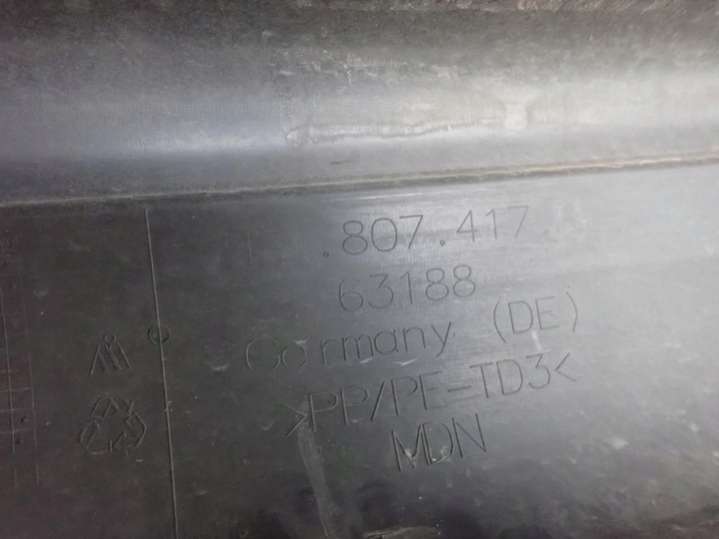 .807.417
63188
Germany (DE)
>PP/PE-TD3<
MDN